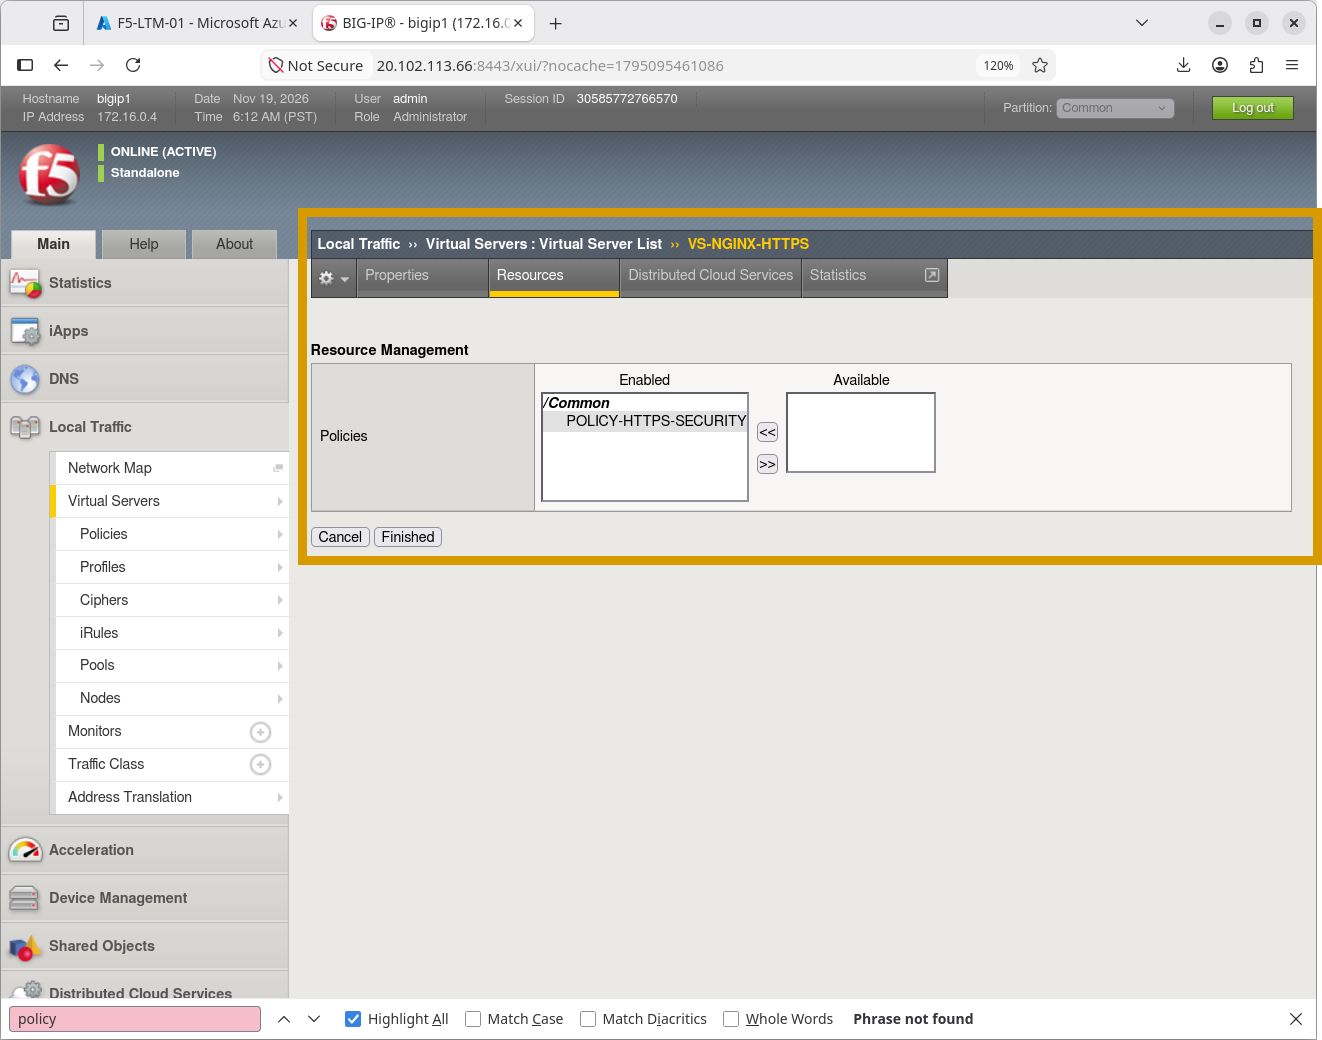 F5-LTM-01 - Microsoft Azu
BIG-IP® - bigip1 (172.16.0
Not Secure
20.102.113.66:8443/xui/?nocache=1795095461086
120%
Hostname bigip1
IP Address 172.16.0.4
Date Nov 19, 2026
Time 6:12 AM (PST)
User admin
Role Administrator
Session ID 30585772766570
Partition: Common
Log out
f5
ONLINE (ACTIVE)
Standalone
Main
Help
About
Local Traffic ›› Virtual Servers : Virtual Server List ›› VS-NGINX-HTTPS
Properties
Resources
Distributed Cloud Services
Statistics
Statistics
iApps
DNS
Local Traffic
Network Map
Virtual Servers
Policies
Profiles
Ciphers
iRules
Pools
Nodes
Monitors
Traffic Class
Address Translation
Acceleration
Device Management
Shared Objects
Distributed Cloud Services
Resource Management
Policies
Enabled
Available
/Common
POLICY-HTTPS-SECURITY
<<
>>
Cancel
Finished
policy
Highlight All
Match Case
Match Diacritics
Whole Words
Phrase not found